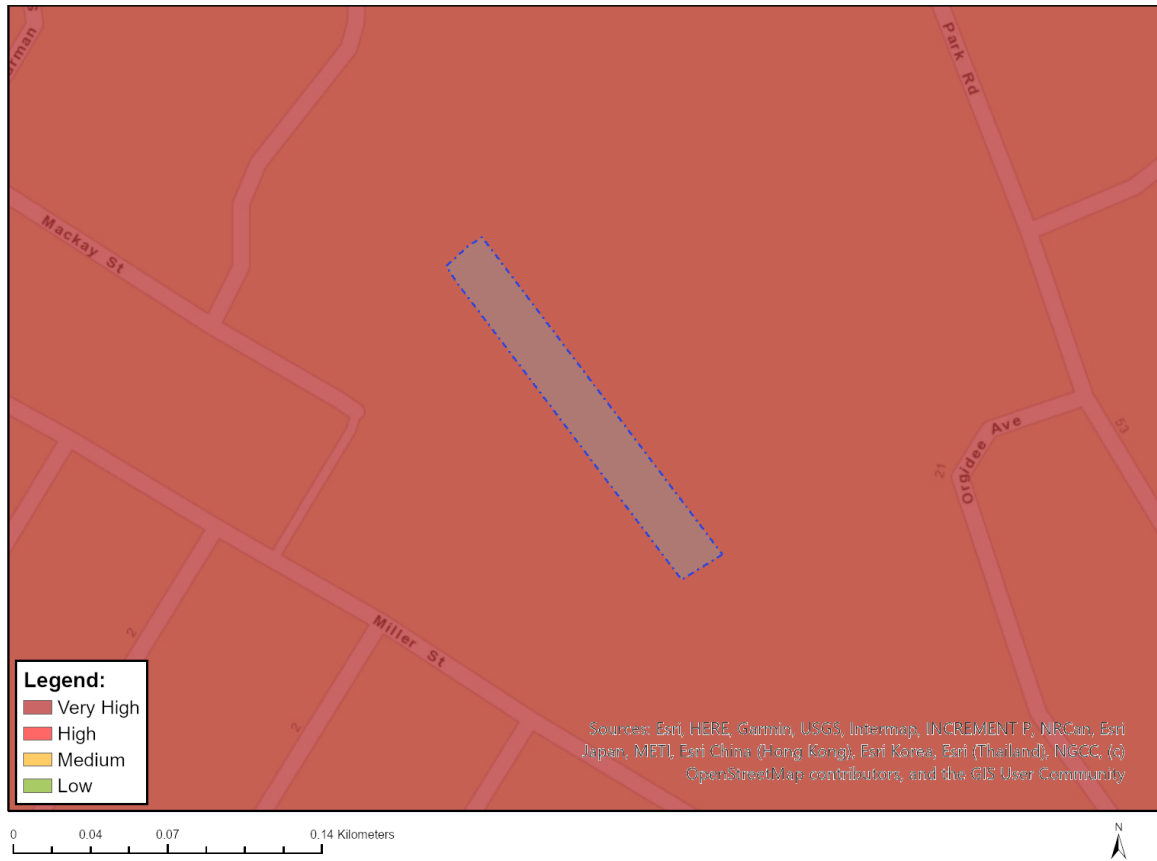 Park Rd
Mackay St
53
Orgidee Ave
21
2
Miller St
2
Legend:
Very High
High
Medium
Low
Sources: Esri, HERE, Garmin, USGS, Intermap, INCREMENT P, NRCan, Esri
Japan, METI, Esri China (Hong Kong), Esri Korea, Esri (Thailand), NGCC, (c)
OpenStreetMap contributors, and the GIS User Community
0 0.04 0.07 0.14 Kilometers
N